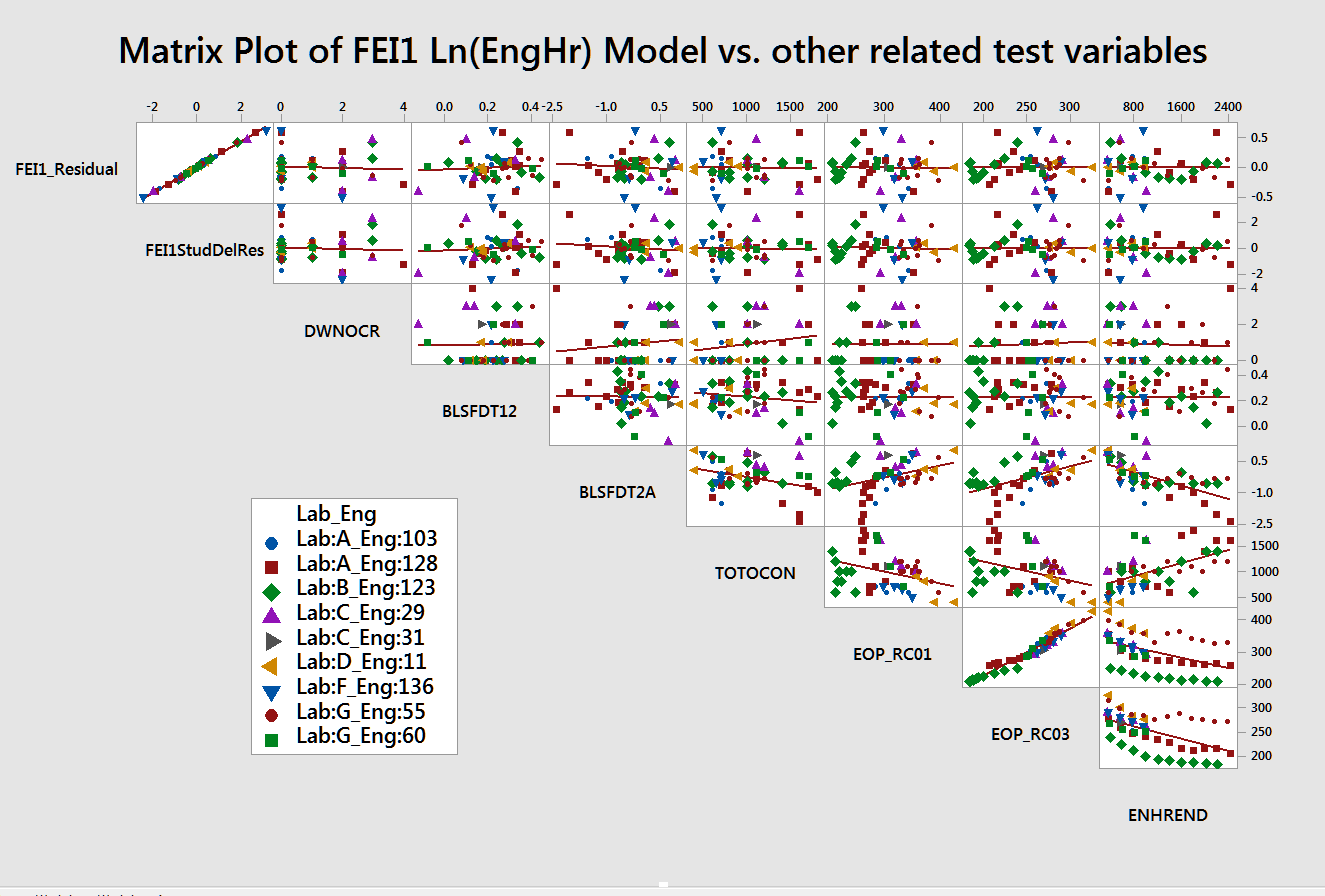 Matrix Plot of FEI1 Ln(EngHr) Model vs. other related test variables
-2 0 2 0 2 4 0.0 0.2 0.4 -2.5 -1.0 0.5 500 1000 1500 200 300 400 200 250 300 800 1600 2400
FEI1_Residual
0.5
0.0
-0.5
FEI1StudDelRes
2
0
-2
DWNOCR
4
2
0
BLSFDT12
0.4
0.2
0.0
BLSFDT2A
0.5
-1.0
-2.5
TOTOCON
1500
1000
500
EOP_RC01
400
300
200
EOP_RC03
300
250
200
ENHREND
Lab_Eng
Lab:A_Eng:103
Lab:A_Eng:128
Lab:B_Eng:123
Lab:C_Eng:29
Lab:C_Eng:31
Lab:D_Eng:11
Lab:F_Eng:136
Lab:G_Eng:55
Lab:G_Eng:60